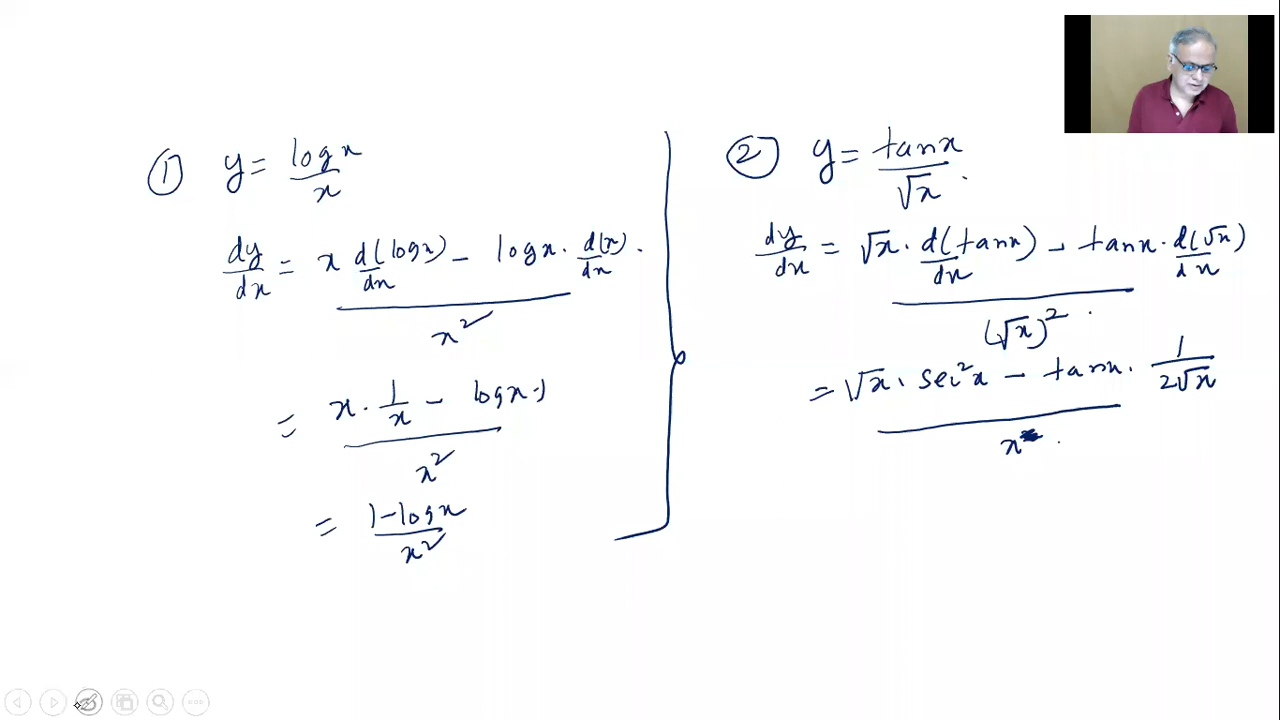 ① y = log x / x
dy/dx = x d(log x)/dx - log x . d(x)/dx .
x²
= x . 1/x - log x . 1
x²
= 1 - log x / x²
② y = tan x / √x .
dy/dx = √x . d(tan x)/dx - tan x . d(√x)/dx
(√x)² .
= √x . sec²x - tan x . 1/2√x
x .